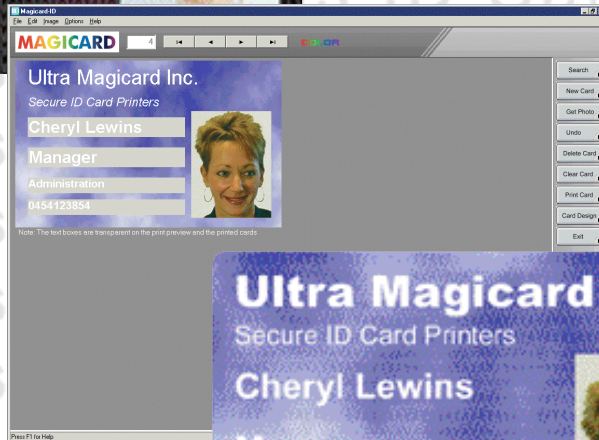 Magicard-ID
File Edit Image Options Help
MAGICARD 4 COLOR
Search
New Card
Get Photo
Undo
Delete Card
Clear Card
Print Card
Card Design
Exit
Ultra Magicard Inc.
Secure ID Card Printers
Cheryl Lewins
Manager
Administration
0454123854
Note: The text boxes are transparent on the print preview and the printed cards
Ultra Magicard
Secure ID Card Printers
Cheryl Lewins
Press F1 for Help